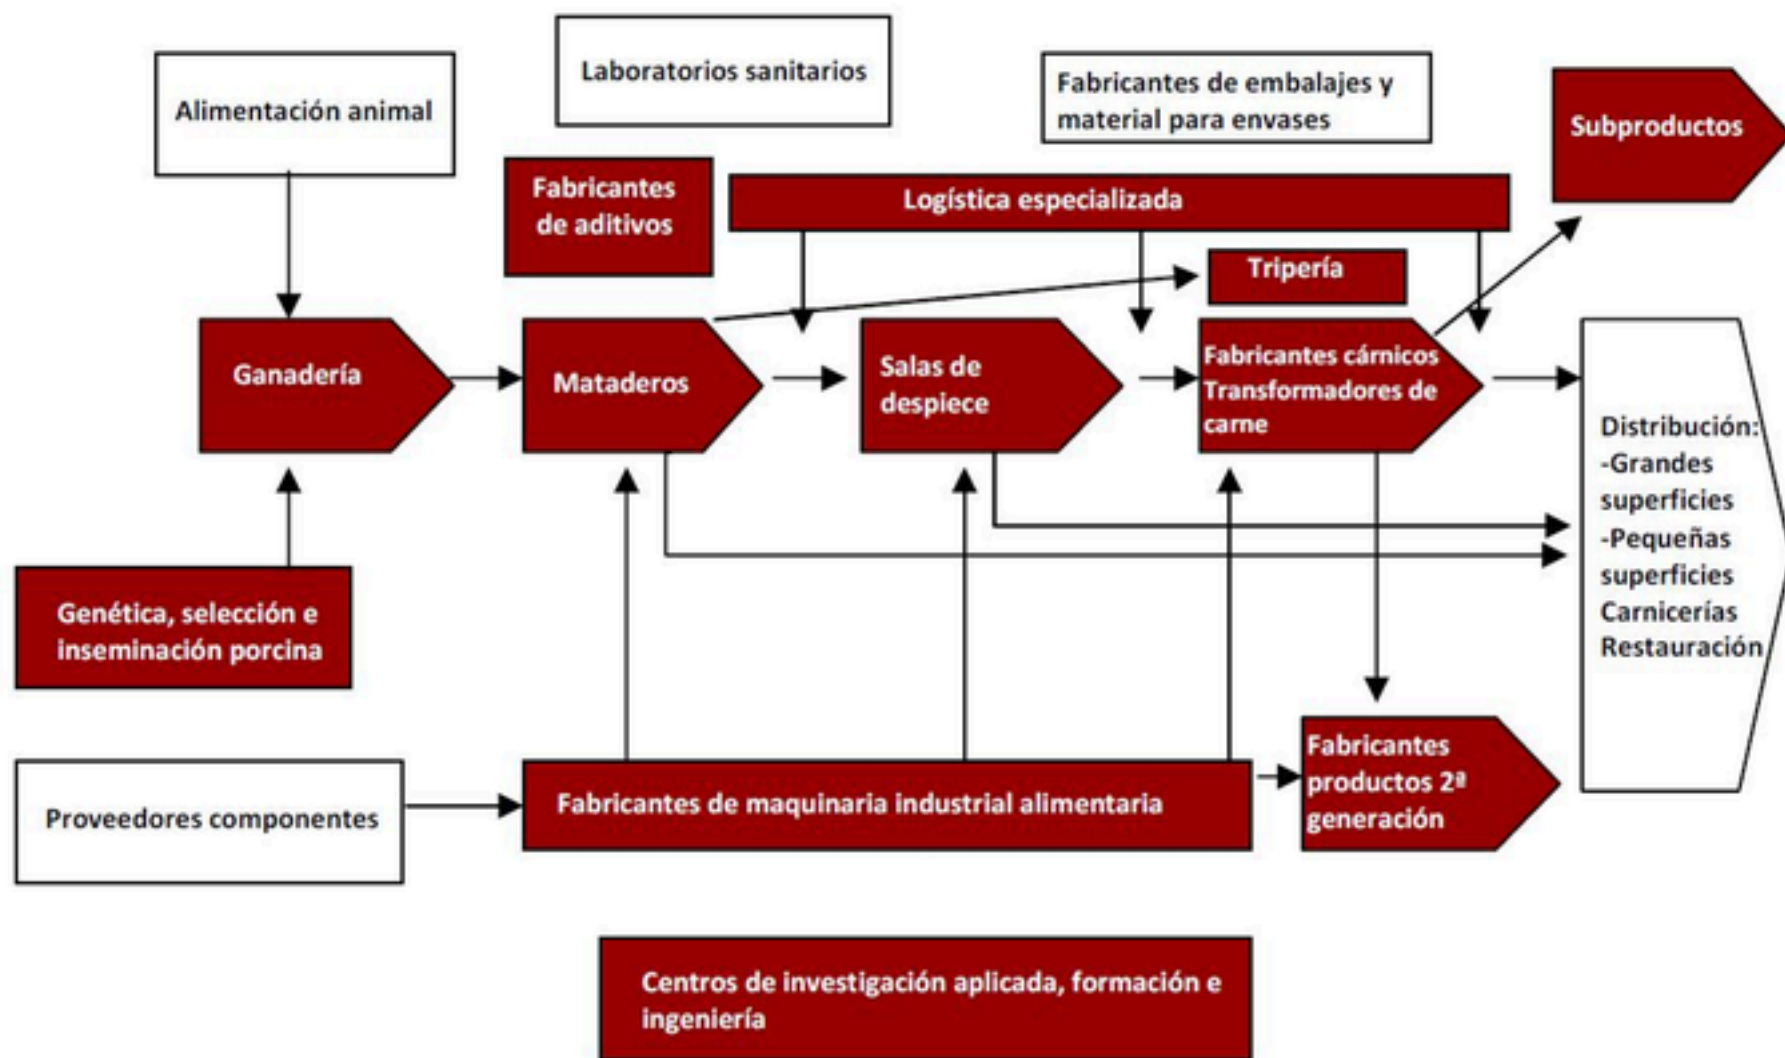 Laboratorios sanitarios
Alimentación animal
Fabricantes de embalajes y
material para envases
Subproductos
Fabricantes
de aditivos
Logística especializada
Tripería
Ganadería
Mataderos
Salas de
despiece
Fabricantes cárnicos
Transformadores de
carne
Distribución:
-Grandes
superficies
-Pequeñas
superficies
Carnicerías
Restauración
Genética, selección e
inseminación porcina
Proveedores componentes
Fabricantes de maquinaria industrial alimentaria
Fabricantes
productos 2ª
generación
Centros de investigación aplicada, formación e
ingeniería